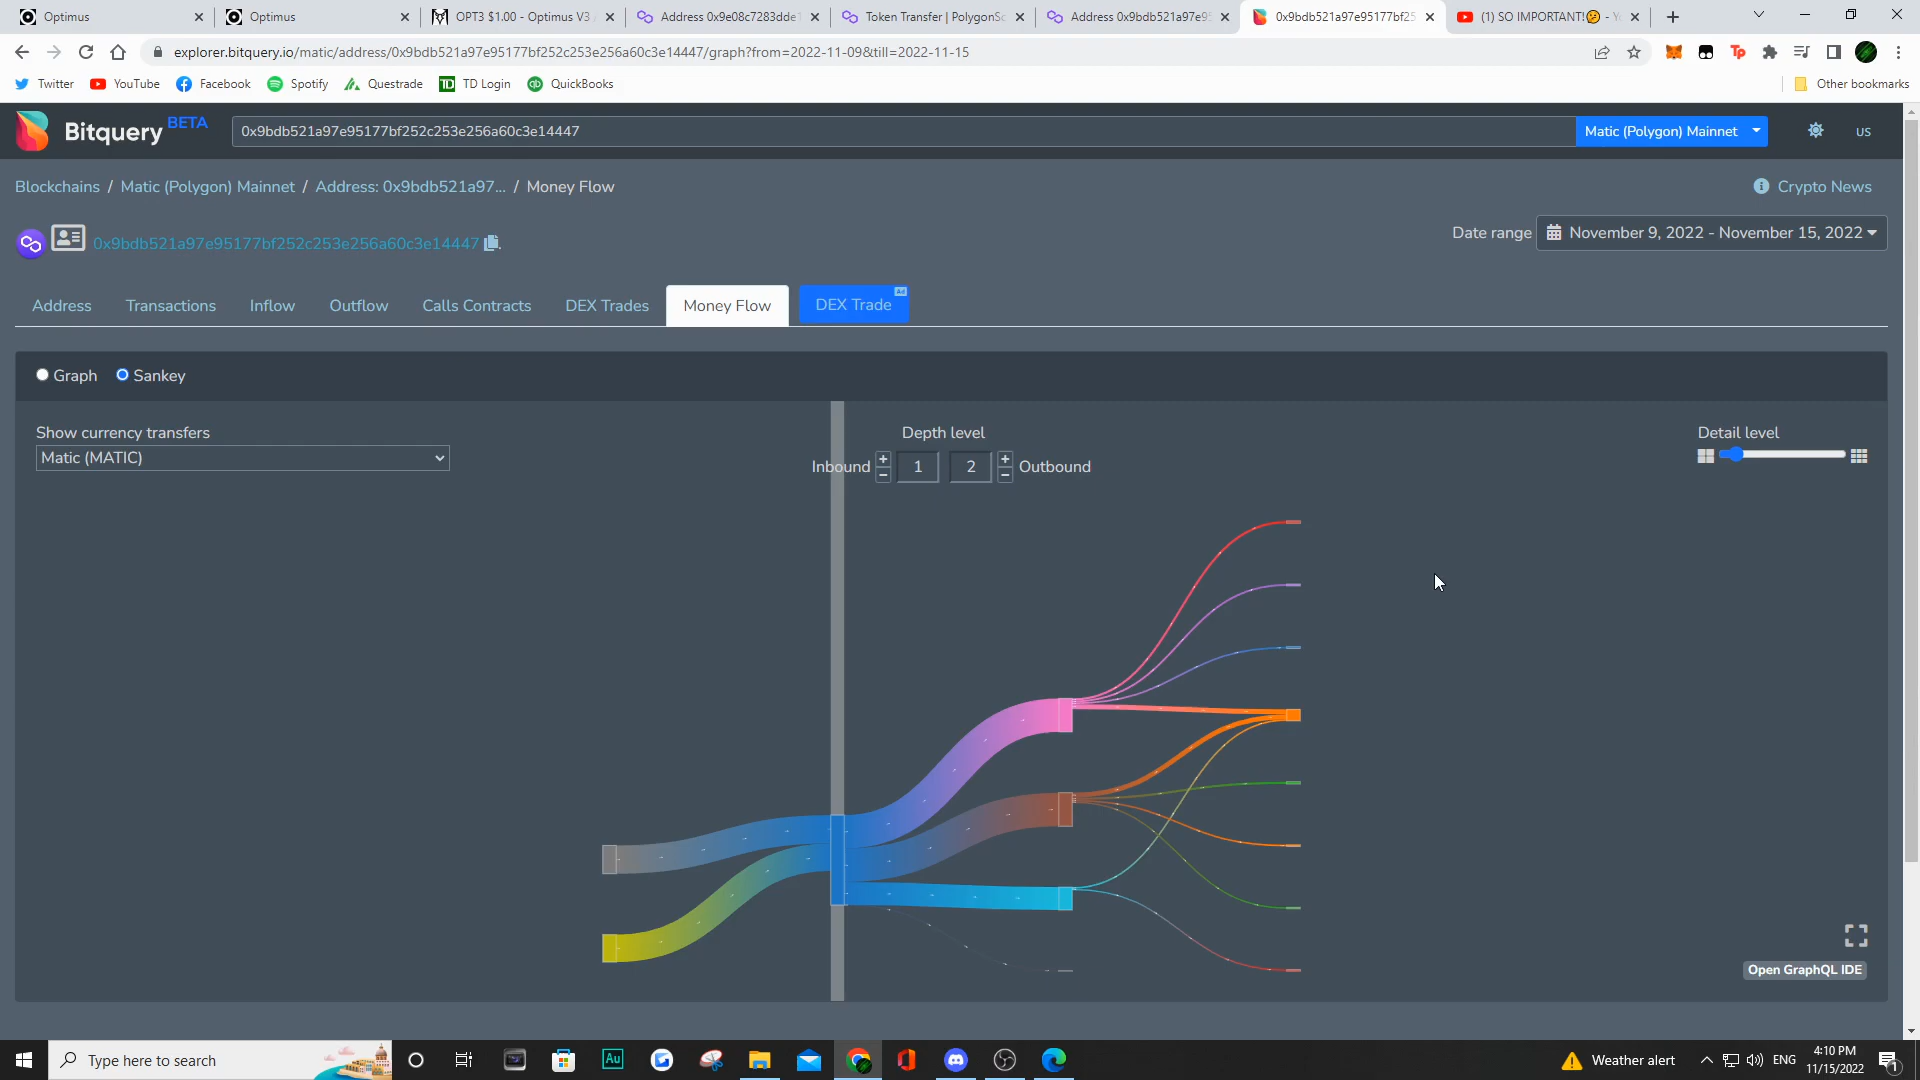 Optimus
Optimus
OPT3 $1.00 - Optimus V3
Address 0x9e08c7283dde
Token Transfer | PolygonSc
Address 0x9bdb521a97e95
0x9bdb521a97e95177bf25
(1) SO IMPORTANT!
explorer.bitquery.io/matic/address/0x9bdb521a97e95177bf252c253e256a60c3e14447/graph?from=2022-11-09&till=2022-11-15
Twitter
YouTube
Facebook
Spotify
Questrade
TD Login
QuickBooks
Other bookmarks
Bitquery BETA
0x9bdb521a97e95177bf252c253e256a60c3e14447
Matic (Polygon) Mainnet
US
Blockchains / Matic (Polygon) Mainnet / Address: 0x9bdb521a97... / Money Flow
Crypto News
0x9bdb521a97e95177bf252c253e256a60c3e14447
Date range November 9, 2022 - November 15, 2022
Address
Transactions
Inflow
Outflow
Calls Contracts
DEX Trades
Money Flow
DEX Trade
Ad
Graph
Sankey
Show currency transfers
Matic (MATIC)
Depth level
Inbound + - 1 2 + - Outbound
Detail level
Open GraphQL IDE
Type here to search
Au
Weather alert
ENG
4:10 PM
11/15/2022
1